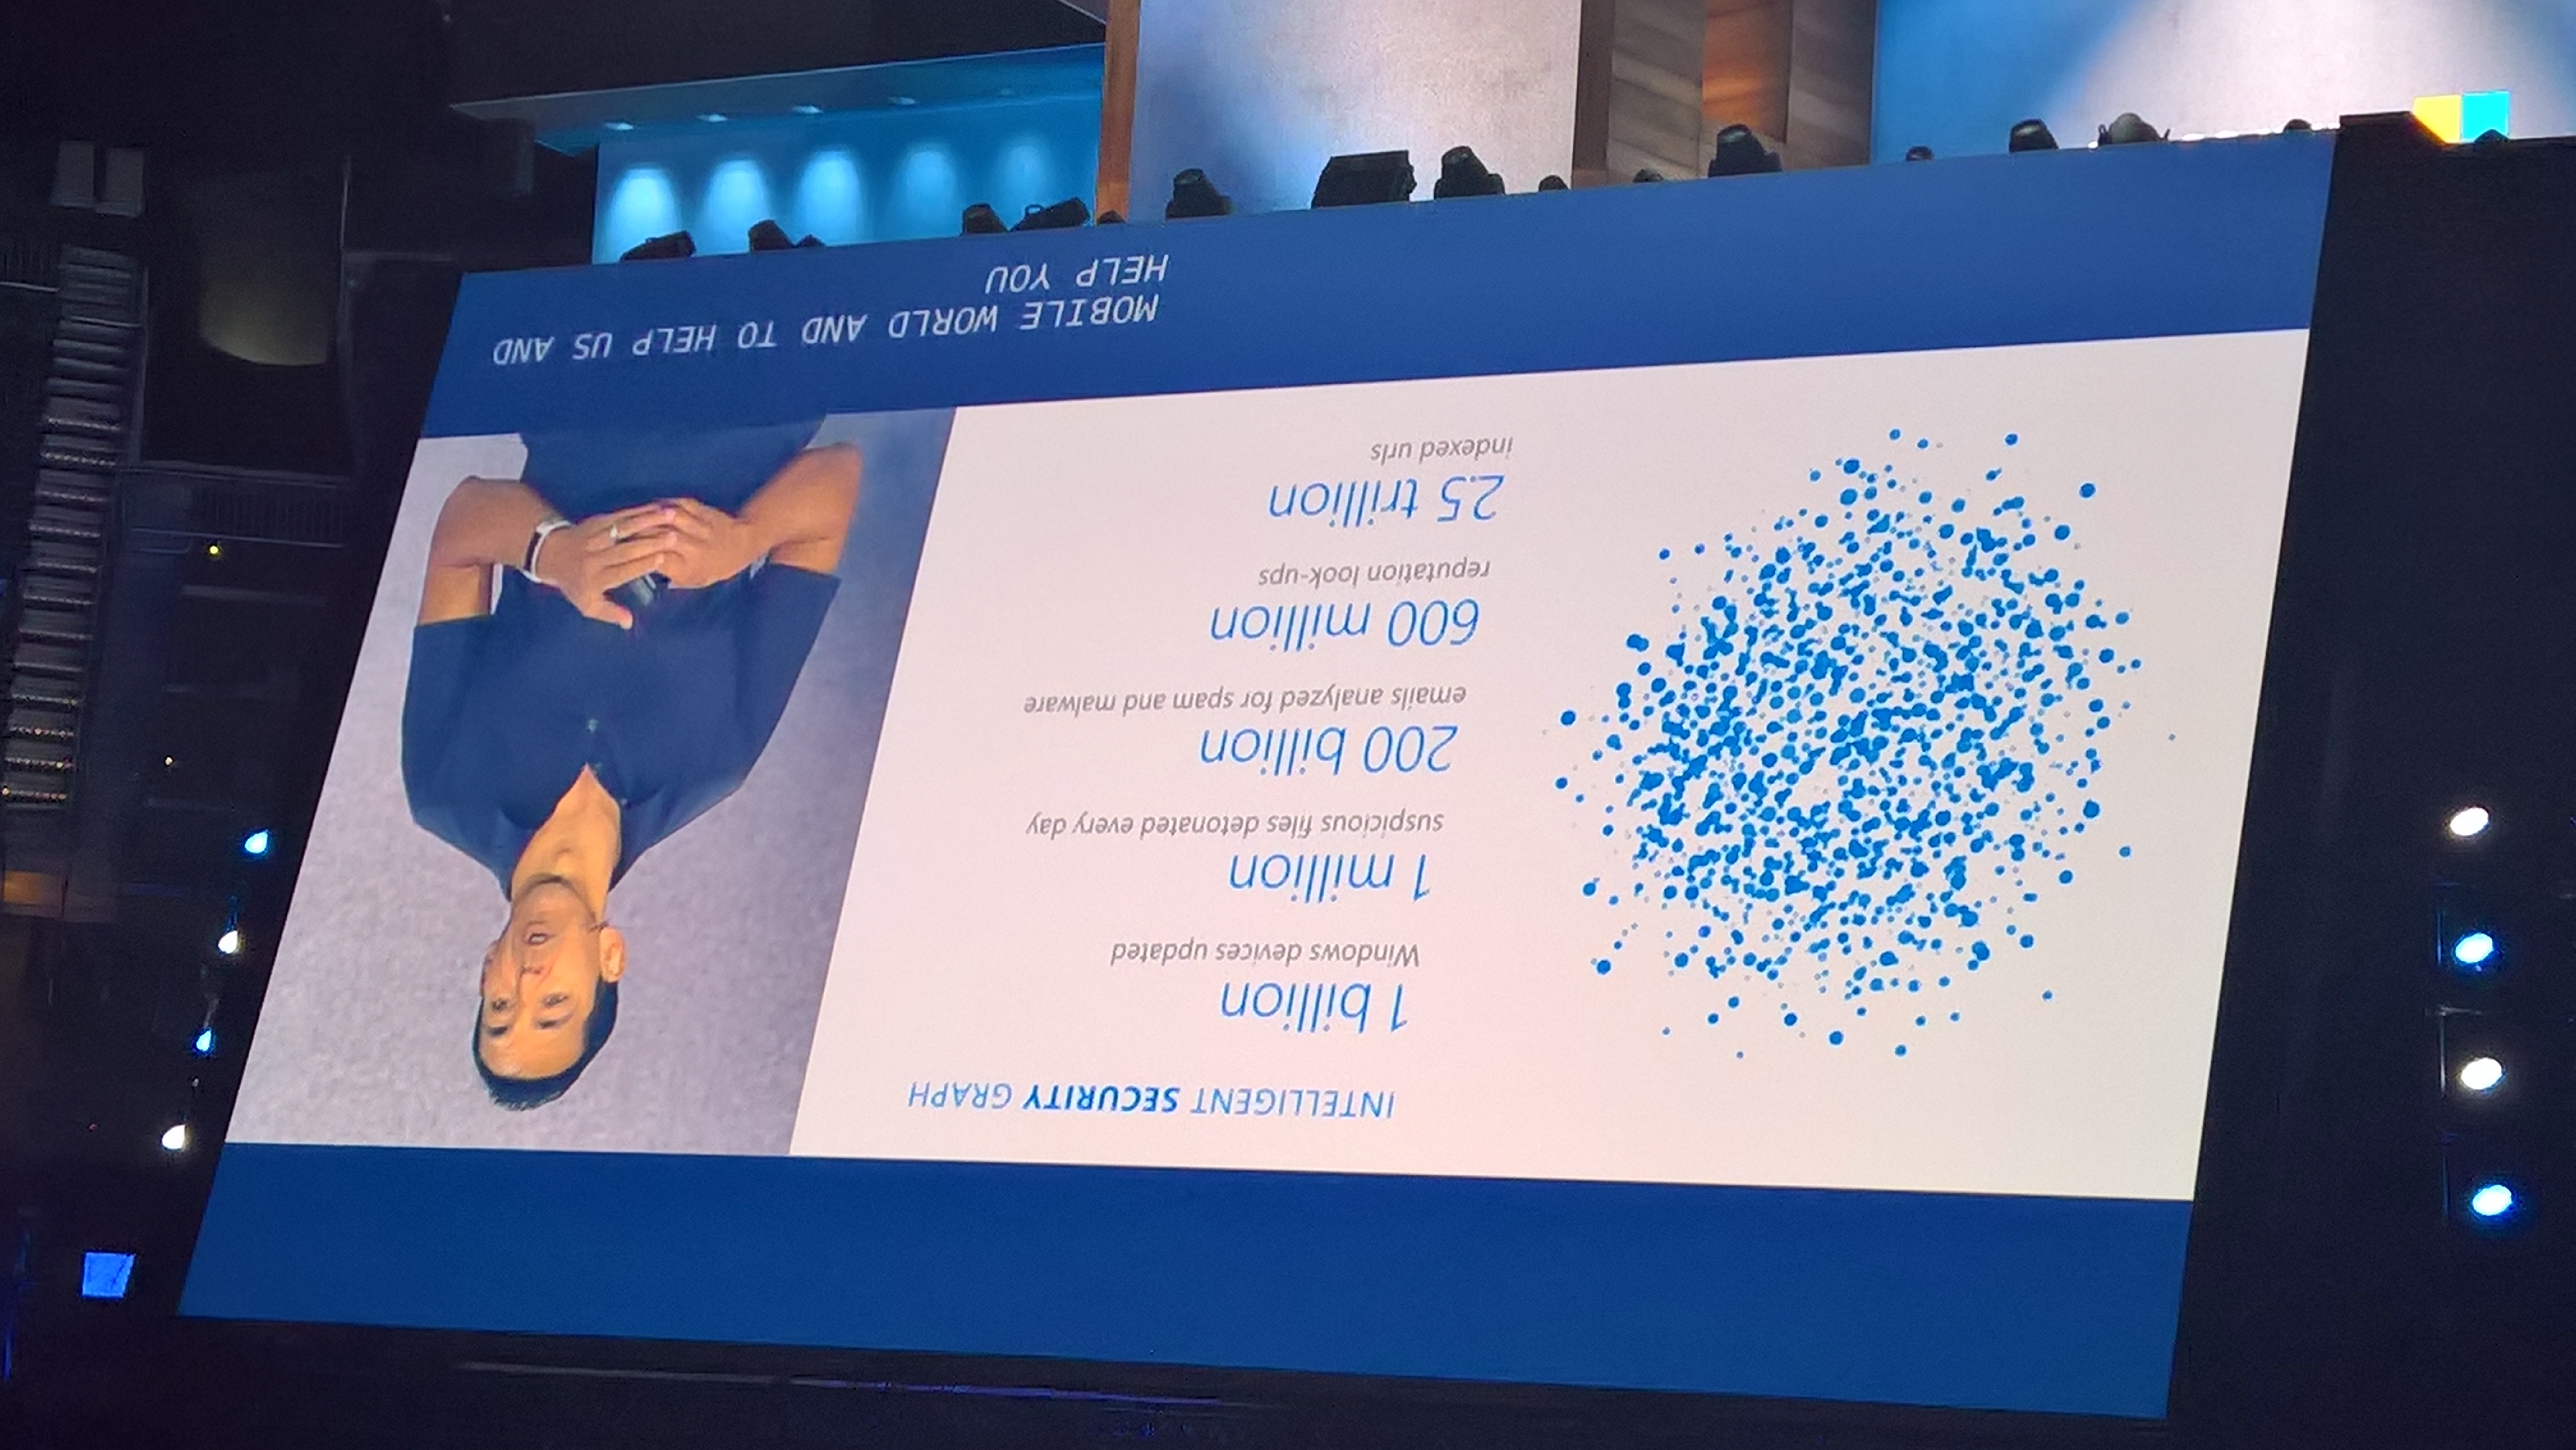 INTELLIGENT SECURITY GRAPH
1 billion
Windows devices updated
1 million
suspicious files detonated every day
200 billion
emails analyzed for spam and malware
600 million
reputation look-ups
2.5 trillion
indexed urls
MOBILE WORLD AND TO HELP US AND
HELP YOU